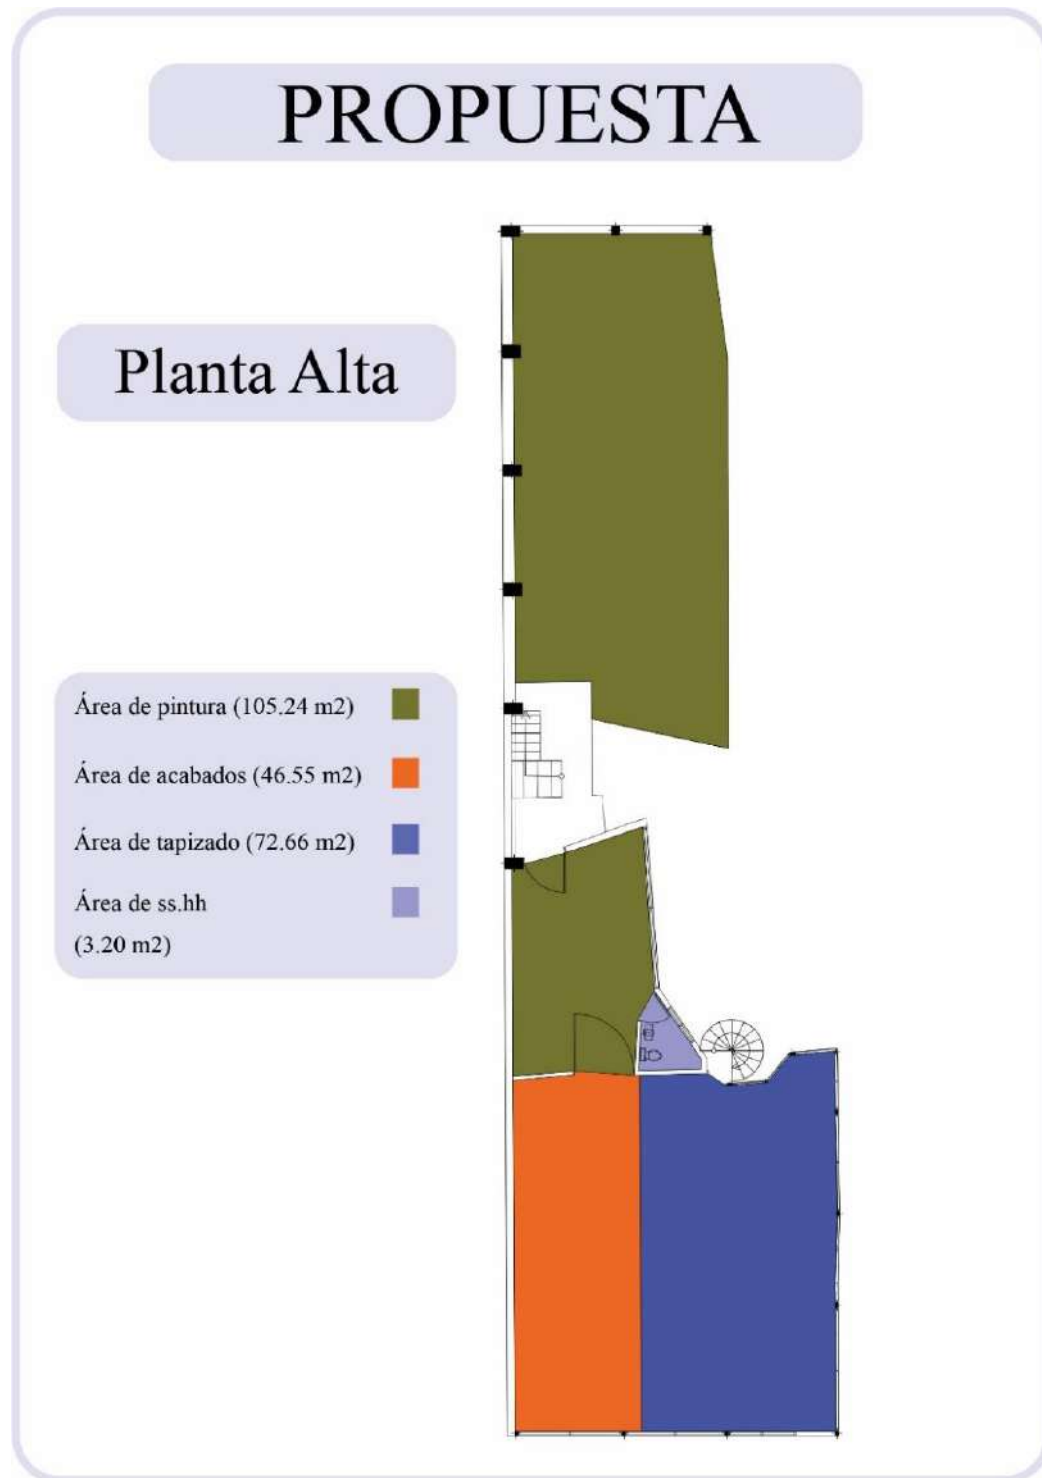 PROPUESTA
Planta Alta
Área de pintura (105.24 m2)
Área de acabados (46.55 m2)
Área de tapizado (72.66 m2)
Área de ss.hh
(3.20 m2)